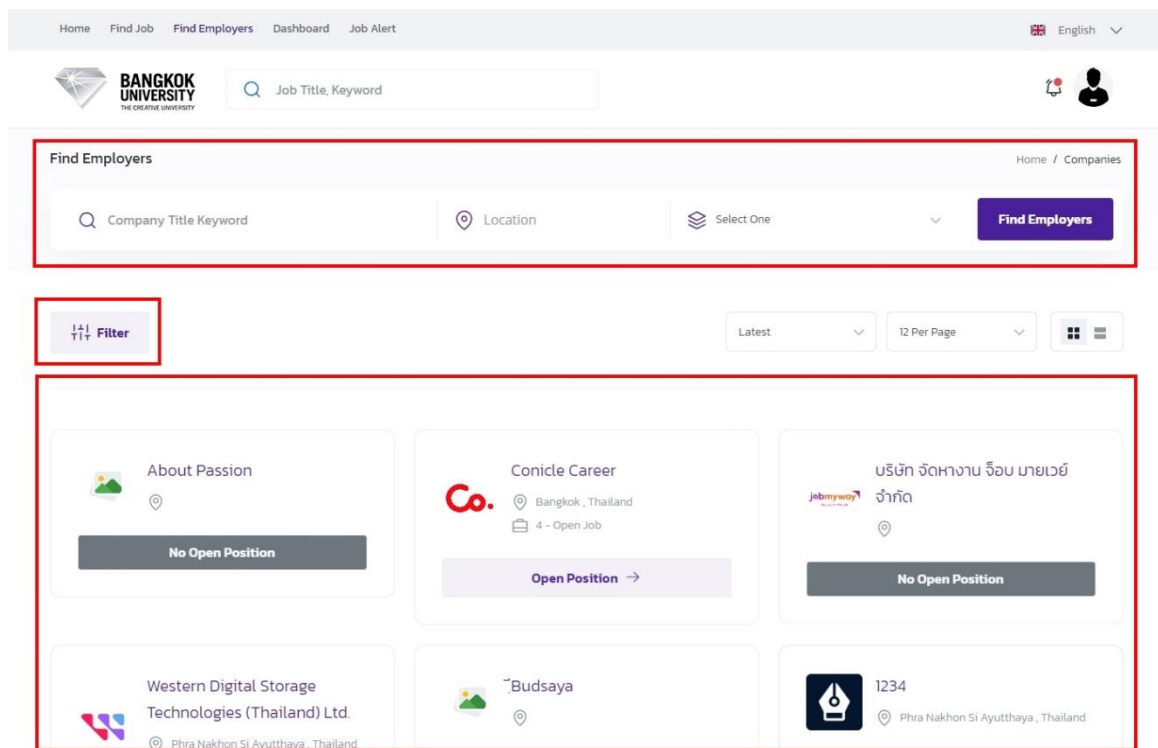 Home Find Job Find Employers Dashboard Job Alert English
BANGKOK
UNIVERSITY
THE CREATIVE UNIVERSITY
Job Title, Keyword
Find Employers Home / Companies
Company Title Keyword Location Select One Find Employers
Filter Latest 12 Per Page
About Passion
No Open Position
Co.
Conicle Career
Bangkok , Thailand
4 - Open Job
Open Position →
jobmyway
บริษัท จัดหางาน จ็อบ มายเวย์
จำกัด
No Open Position
Western Digital Storage
Technologies (Thailand) Ltd.
Phra Nakhon Si Ayutthaya , Thailand
ฺBudsaya
1234
Phra Nakhon Si Ayutthaya , Thailand